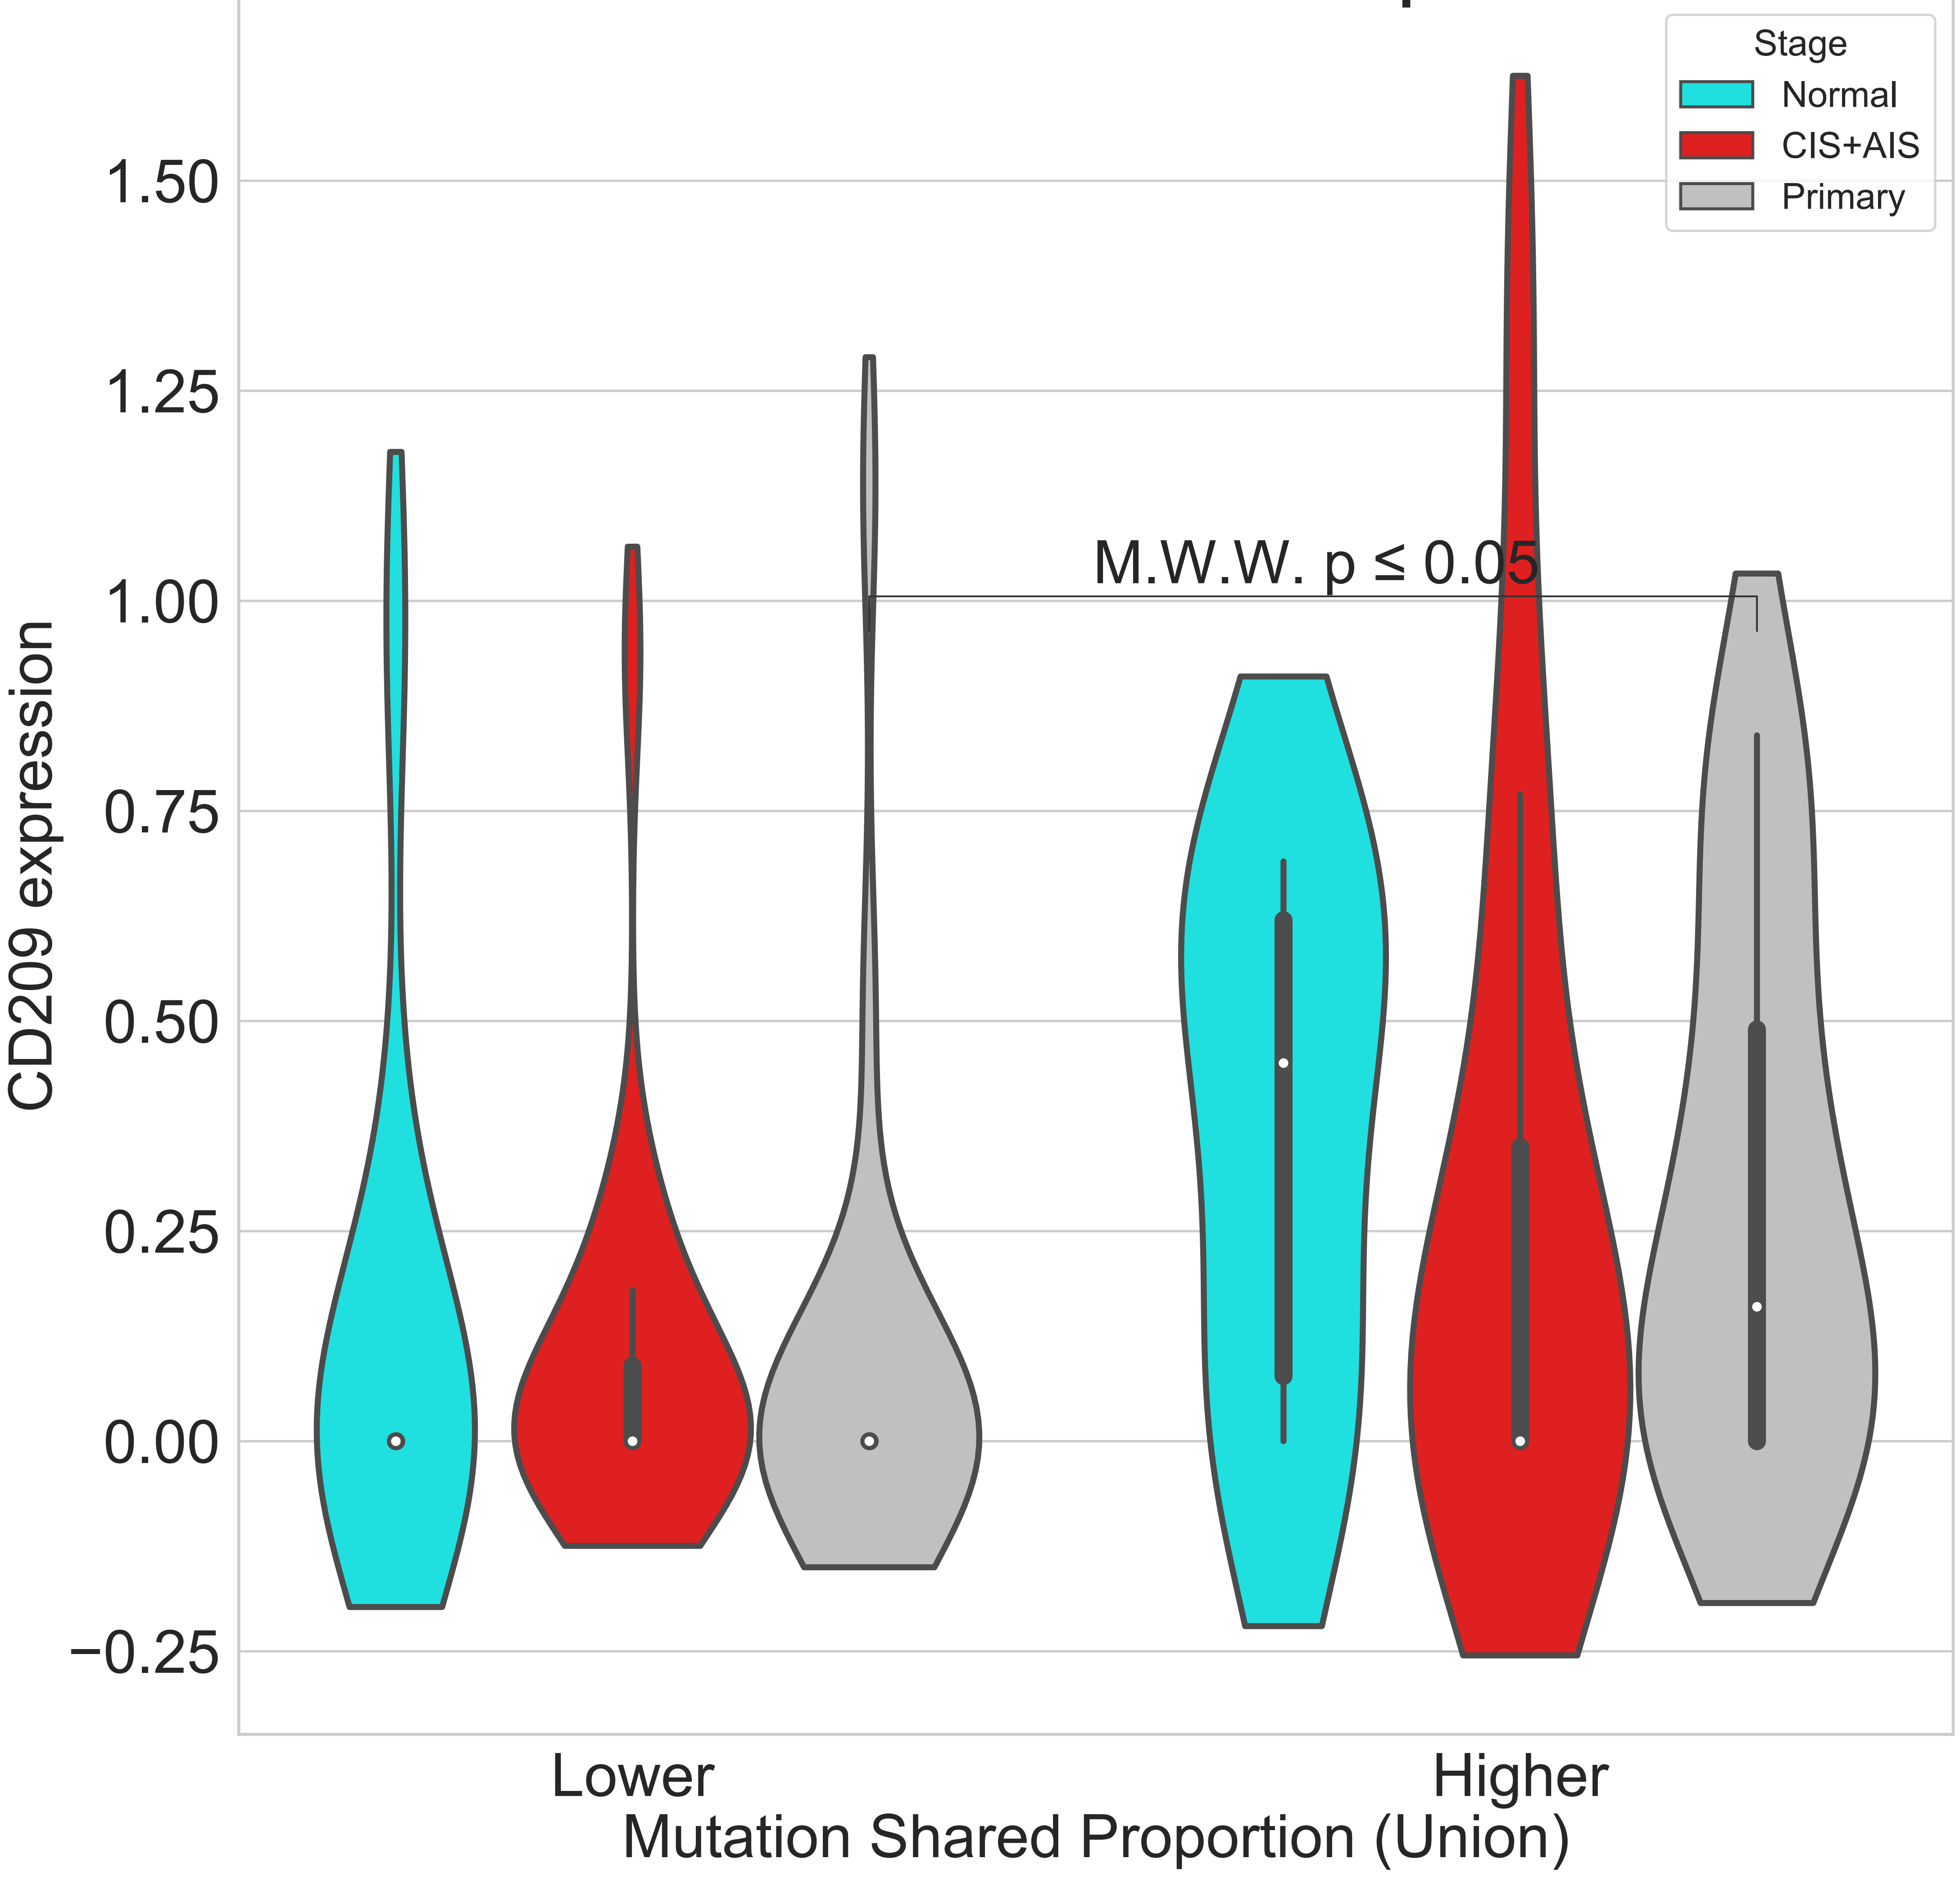 Stage
Normal
CIS+AIS
Primary
1.50
1.25
1.00
0.75
0.50
0.25
0.00
−0.25
CD209 expression
M.W.W. p ≤ 0.05
Lower
Higher
Mutation Shared Proportion (Union)